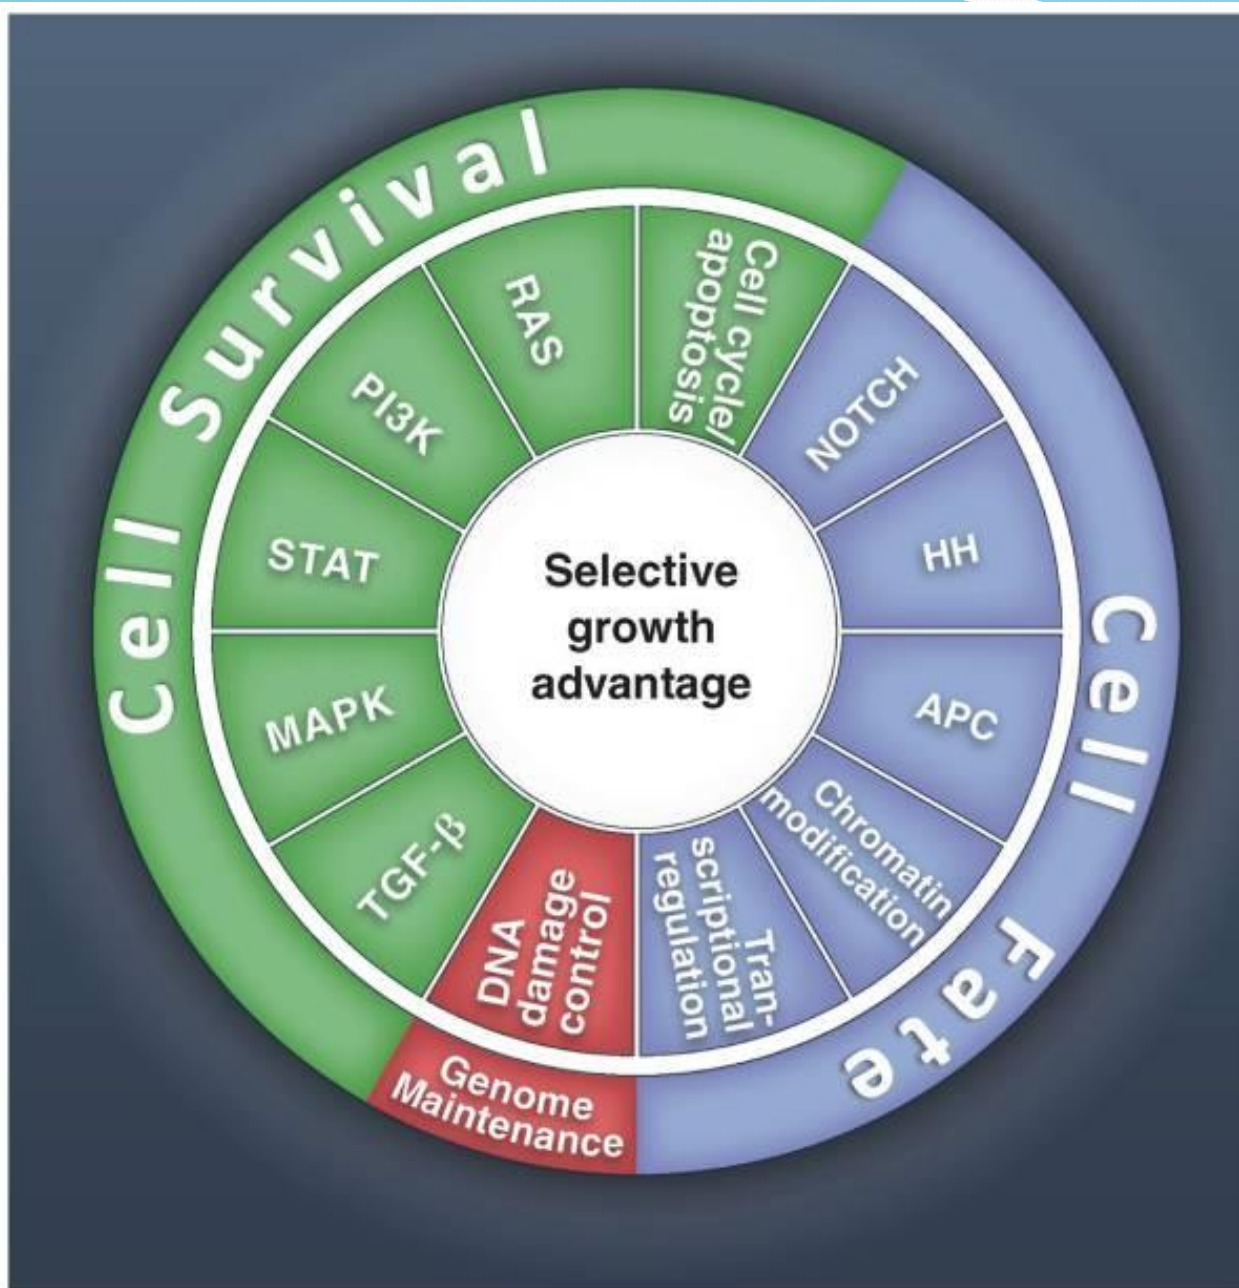 Cell Survival
Cell cycle/
apoptosis
NOTCH
HH
APC
Chromatin
modification
Tran-
scriptional
regulation
DNA
damage
control
TGF-β
MAPK
STAT
PI3K
RAS
Selective
growth
advantage
Cell Fate
Genome
Maintenance